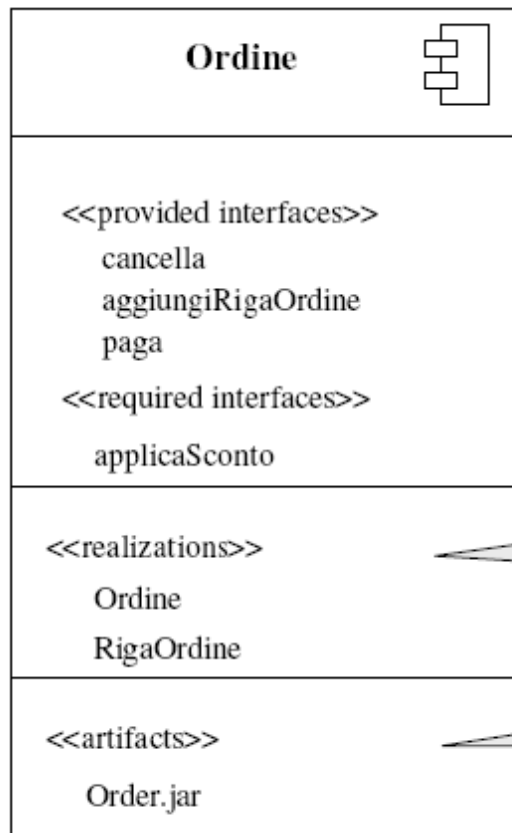 Ordine
<<provided interfaces>>
cancella
aggiungiRigaOrdine
paga
<<required interfaces>>
applicaSconto
<<realizations>>
Ordine
RigaOrdine
<<artifacts>>
Order.jar